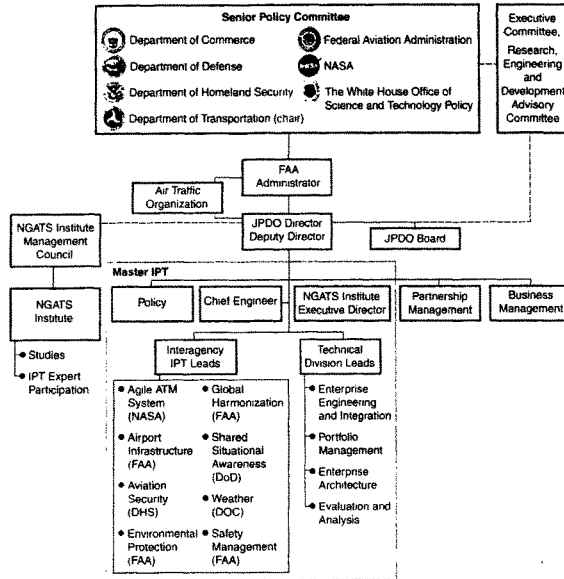 Senior Policy Committee
Department of Commerce
Department of Defense
Department of Homeland Security
Department of Transportation (chair)
Federal Aviation Administration
NASA
The White House Office of
Science and Technology Policy
Executive
Committee,
Research,
Engineering
and
Development
Advisory
Committee
FAA
Administrator
Air Traffic
Organization
JPDO Director
Deputy Director
JPDO Board
NGATS Institute
Management
Council
NGATS
Institute
• Studies
• IPT Expert
Participation
Master IPT
Policy
Chief Engineer
NGATS Institute
Executive Director
Partnership
Management
Business
Management
Interagency
IPT Leads
• Agile ATM
System
(NASA)
• Airport
Infrastructure
(FAA)
• Aviation
Security
(DHS)
• Environmental
Protection
(FAA)
• Global
Harmonization
(FAA)
• Shared
Situational
Awareness
(DoD)
• Weather
(DOC)
• Safety
Management
(FAA)
Technical
Division Leads
• Enterprise
Engineering
and Integration
• Portfolio
Management
• Enterprise
Architecture
• Evaluation and
Analysis